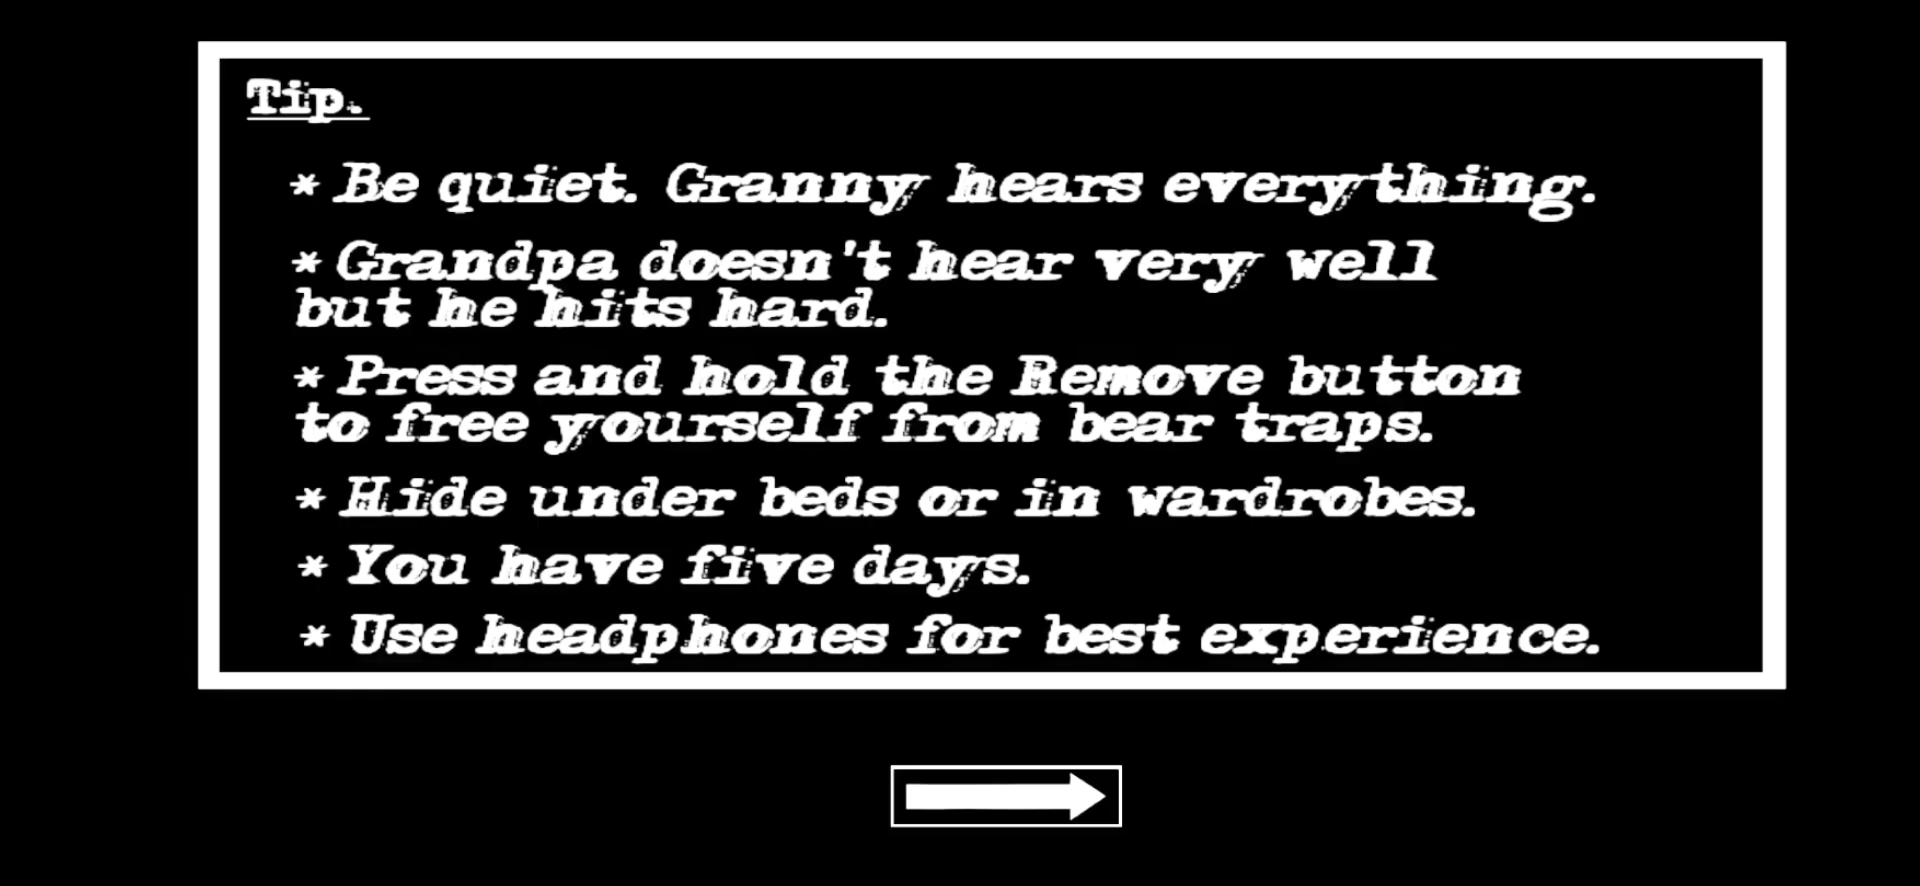 Tip.
* Be quiet. Granny hears everything.
* Grandpa doesn't hear very well
but he hits hard.
* Press and hold the Remove button
to free yourself from bear traps.
* Hide under beds or in wardrobes.
* You have five days.
* Use headphones for best experience.